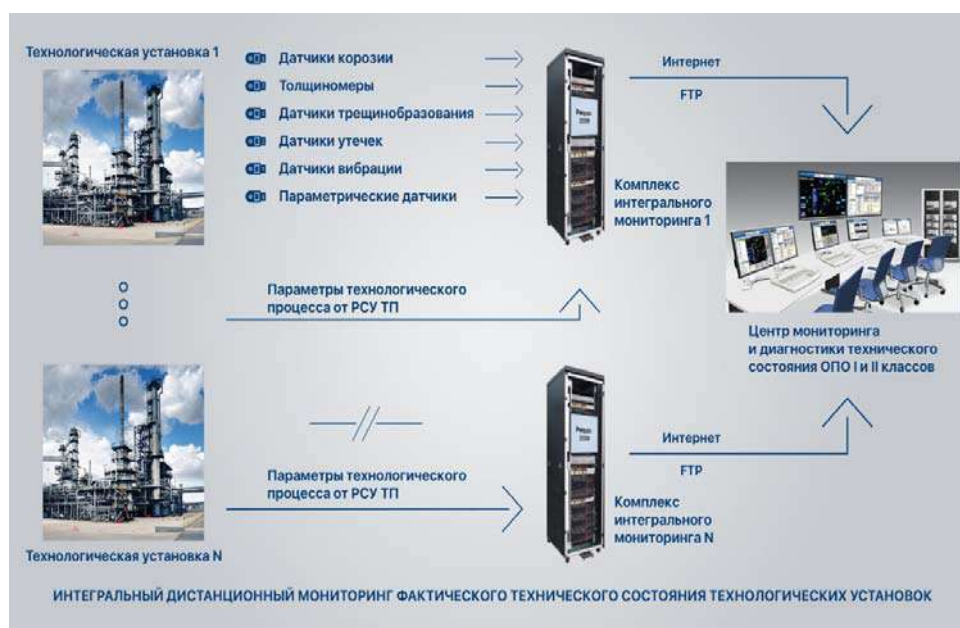 Технологическая установка 1
Датчики корозии
Толщиномеры
Датчики трещинобразования
Датчики утечек
Датчики вибрации
Параметрические датчики
Интернет
FTP
Комплекс
интегрального
мониторинга 1
Параметры технологического
процесса от РСУ ТП
Центр мониторинга
и диагностики технического
состояния ОПО I и II классов
Параметры технологического
процесса от РСУ ТП
Интернет
FTP
Комплекс
интегрального
мониторинга N
Технологическая установка N
ИНТЕГРАЛЬНЫЙ ДИСТАНЦИОННЫЙ МОНИТОРИНГ ФАКТИЧЕСКОГО ТЕХНИЧЕСКОГО СОСТОЯНИЯ ТЕХНОЛОГИЧЕСКИХ УСТАНОВОК